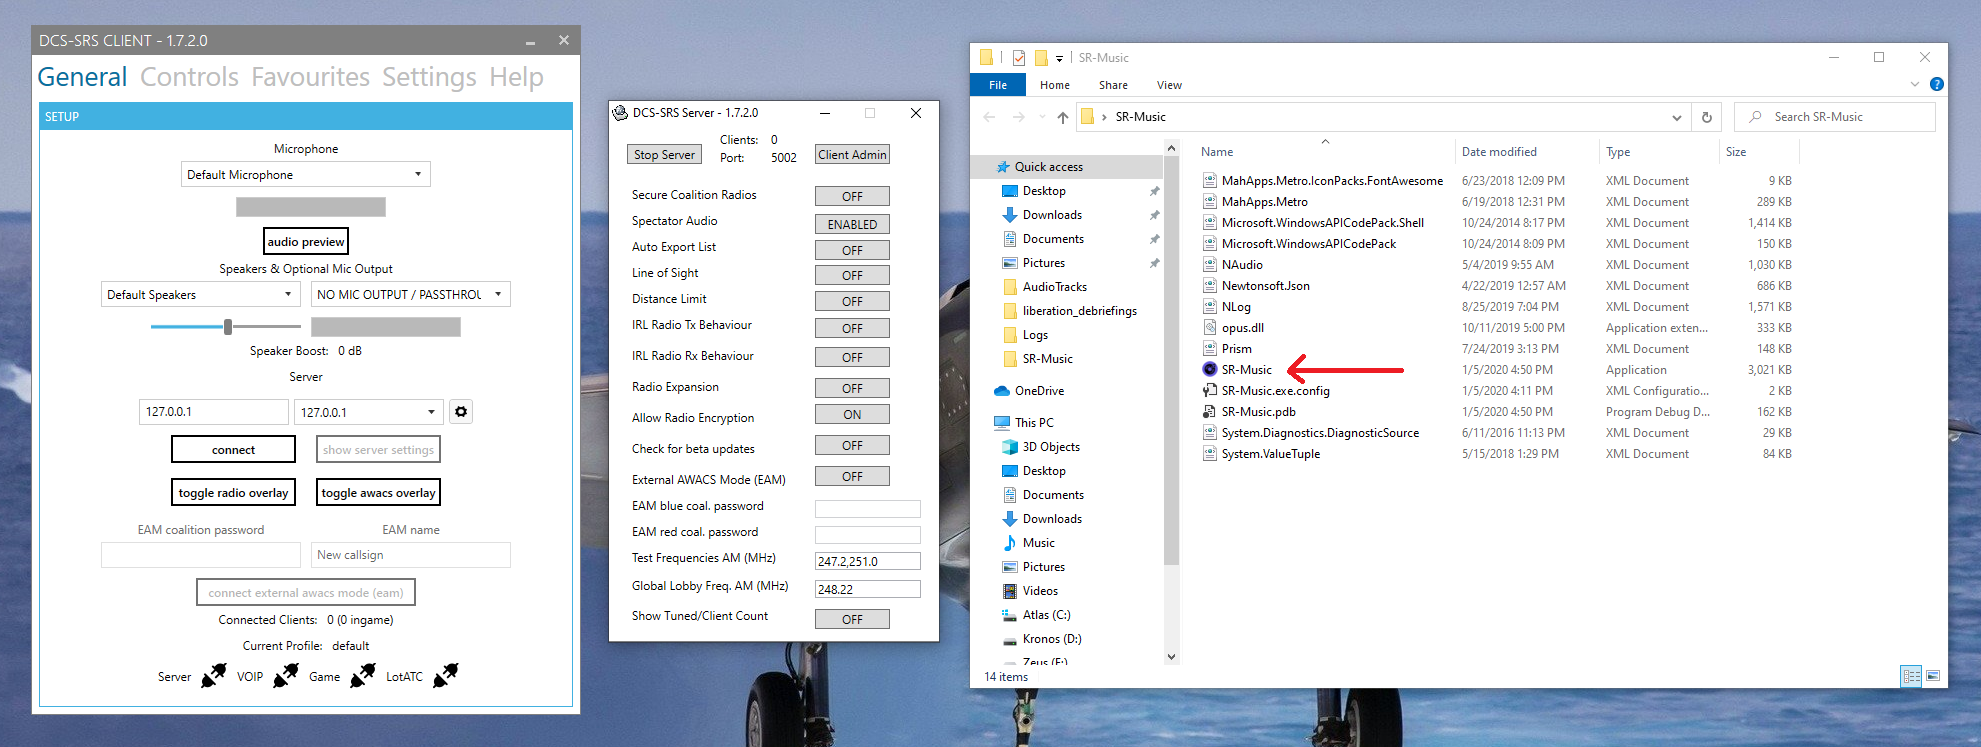 DCS-SRS CLIENT - 1.7.2.0
General Controls Favourites Settings Help
SETUP
Microphone
Default Microphone
audio preview
Speakers & Optional Mic Output
Default Speakers
NO MIC OUTPUT / PASSTHROU
Speaker Boost: 0 dB
Server
127.0.0.1
127.0.0.1
connect
show server settings
toggle radio overlay
toggle awacs overlay
EAM coalition password
EAM name
New callsign
connect external awacs mode (eam)
Connected Clients: 0 (0 ingame)
Current Profile: default
Server VOIP Game LotATC
DCS-SRS Server - 1.7.2.0
Stop Server
Clients: 0
Port: 5002
Client Admin
Secure Coalition Radios OFF
Spectator Audio ENABLED
Auto Export List OFF
Line of Sight OFF
Distance Limit OFF
IRL Radio Tx Behaviour OFF
IRL Radio Rx Behaviour OFF
Radio Expansion OFF
Allow Radio Encryption ON
Check for beta updates OFF
External AWACS Mode (EAM) OFF
EAM blue coal. password
EAM red coal. password
Test Frequencies AM (MHz) 247.2,251.0
Global Lobby Freq. AM (MHz) 248.22
Show Tuned/Client Count OFF
SR-Music
File Home Share View
SR-Music
Search SR-Music
Quick access
Desktop
Downloads
Documents
Pictures
AudioTracks
liberation_debriefings
Logs
SR-Music
OneDrive
This PC
3D Objects
Desktop
Documents
Downloads
Music
Pictures
Videos
Atlas (C:)
Kronos (D:)
Zeus (F:)
Name Date modified Type Size
MahApps.Metro.IconPacks.FontAwesome 6/23/2018 12:09 PM XML Document 9 KB
MahApps.Metro 6/19/2018 12:31 PM XML Document 289 KB
Microsoft.WindowsAPICodePack.Shell 10/24/2014 8:17 PM XML Document 1,414 KB
Microsoft.WindowsAPICodePack 10/24/2014 8:09 PM XML Document 150 KB
NAudio 5/4/2019 9:55 AM XML Document 1,030 KB
Newtonsoft.Json 4/22/2019 12:57 AM XML Document 686 KB
NLog 8/25/2019 7:04 PM XML Document 1,571 KB
opus.dll 10/11/2019 5:00 PM Application exten... 333 KB
Prism 7/24/2019 3:13 PM XML Document 148 KB
SR-Music 1/5/2020 4:50 PM Application 3,021 KB
SR-Music.exe.config 1/5/2020 4:11 PM XML Configuratio... 2 KB
SR-Music.pdb 1/5/2020 4:50 PM Program Debug D... 162 KB
System.Diagnostics.DiagnosticSource 6/11/2016 11:13 PM XML Document 29 KB
System.ValueTuple 5/15/2018 1:29 PM XML Document 84 KB
14 items